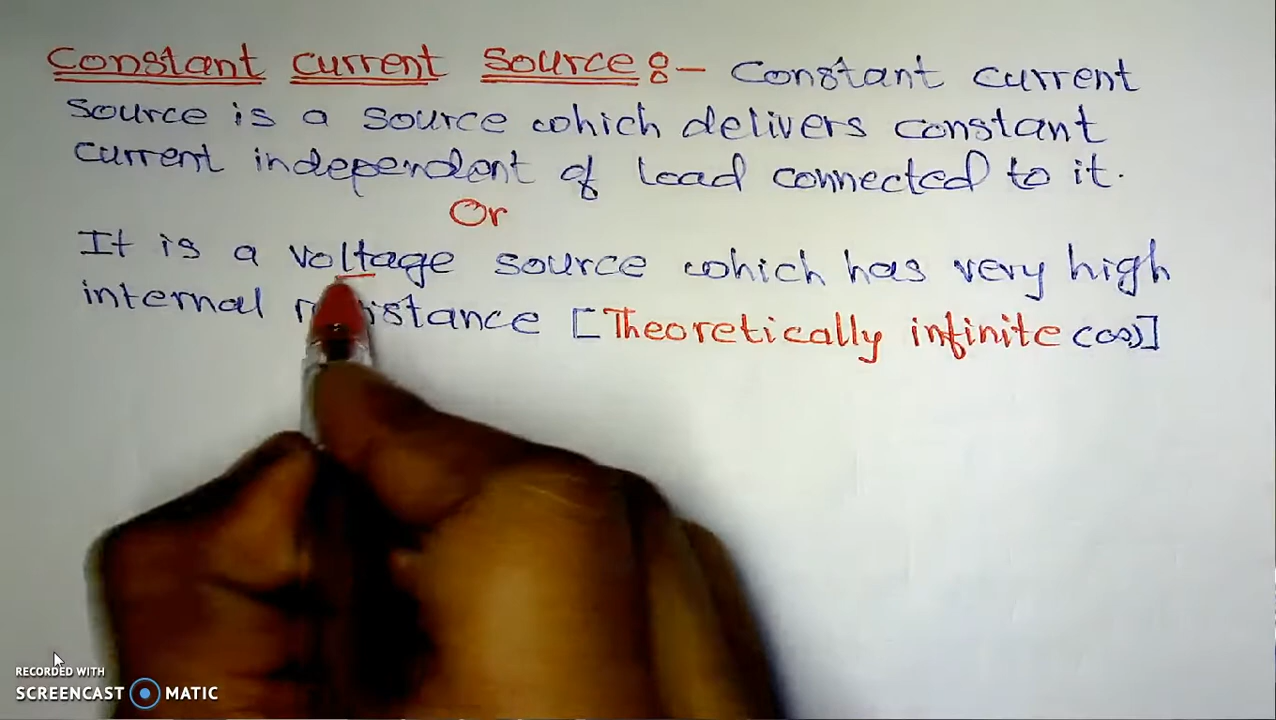 Constant current source :- Constant current
source is a source which delivers constant
current independent of load connected to it.
Or
It is a voltage source which has very high
internal resistance [Theoretically infinite (∞)]
RECORDED WITH
SCREENCAST MATIC